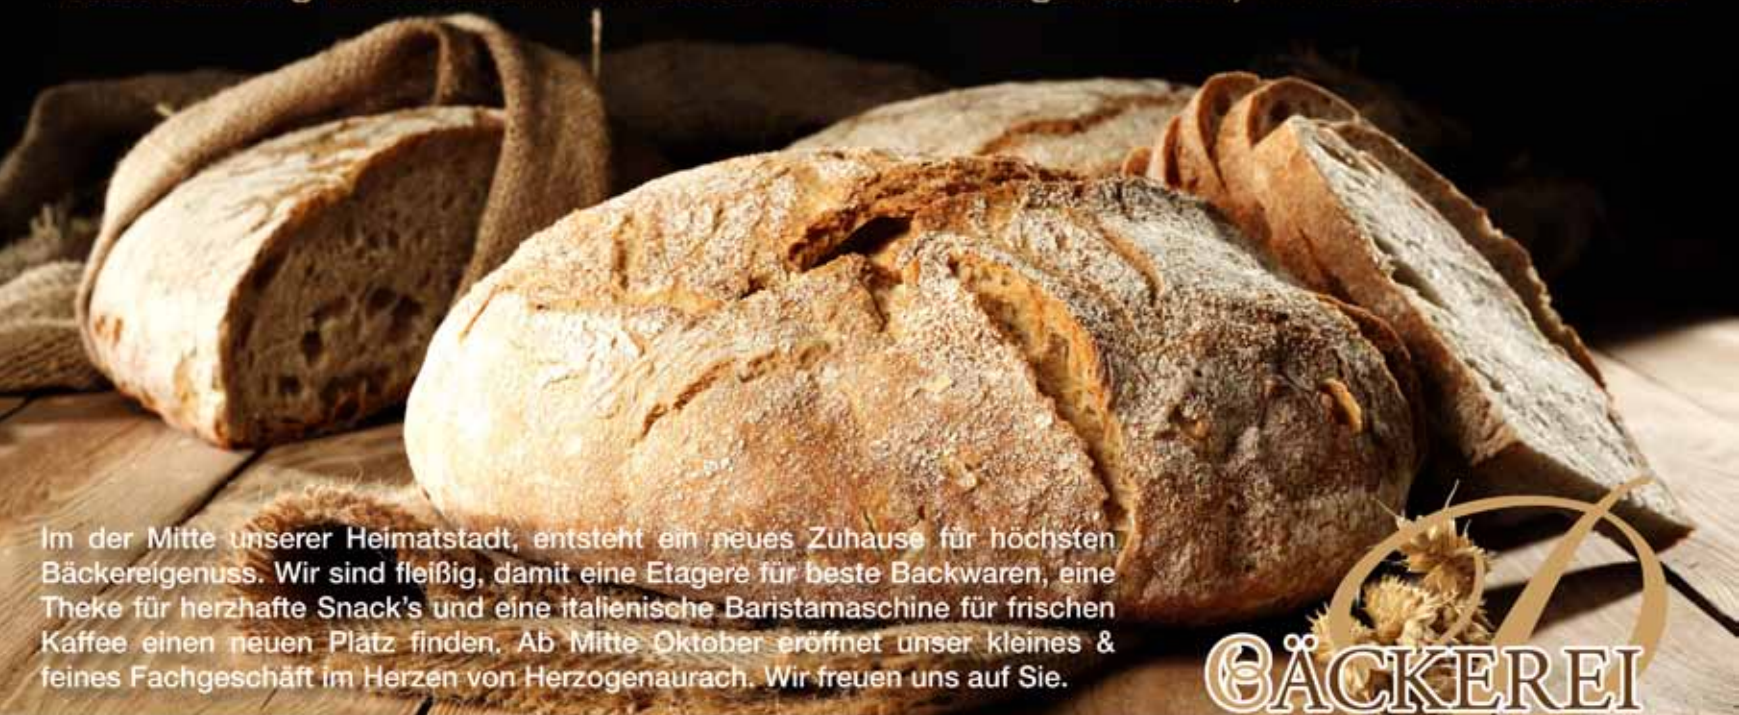 Im der Mitte unserer Heimatstadt, entsteht ein neues Zuhause für höchsten
Bäckereigenuss. Wir sind fleißig, damit eine Etagere für beste Backwaren, eine
Theke für herzhafte Snack's und eine italienische Baristamaschine für frischen
Kaffee einen neuen Platz finden. Ab Mitte Oktober eröffnet unser kleines &
feines Fachgeschäft im Herzen von Herzogenaurach. Wir freuen uns auf Sie.
BÄCKEREI